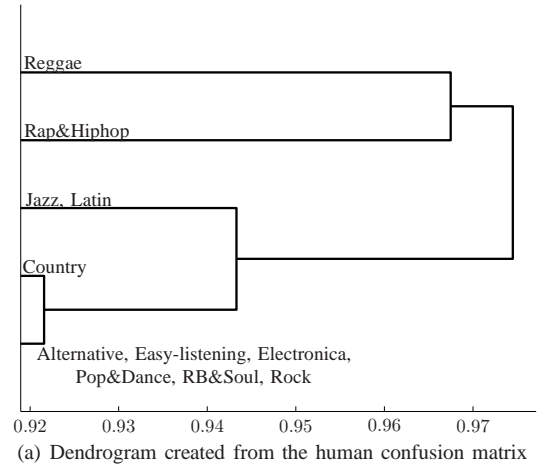 Reggae
Rap&Hiphop
Jazz, Latin
Country
Alternative, Easy-listening, Electronica,
Pop&Dance, RB&Soul, Rock
0.92 0.93 0.94 0.95 0.96 0.97
(a) Dendrogram created from the human confusion matrix